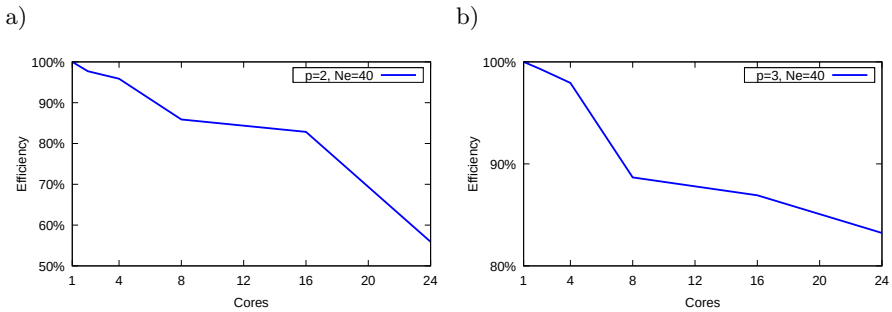 a)
100%
90%
80%
70%
60%
50%
Efficiency
p=2, Ne=40
1 4 8 12 16 20 24
Cores
b)
100%
90%
80%
Efficiency
p=3, Ne=40
1 4 8 12 16 20 24
Cores